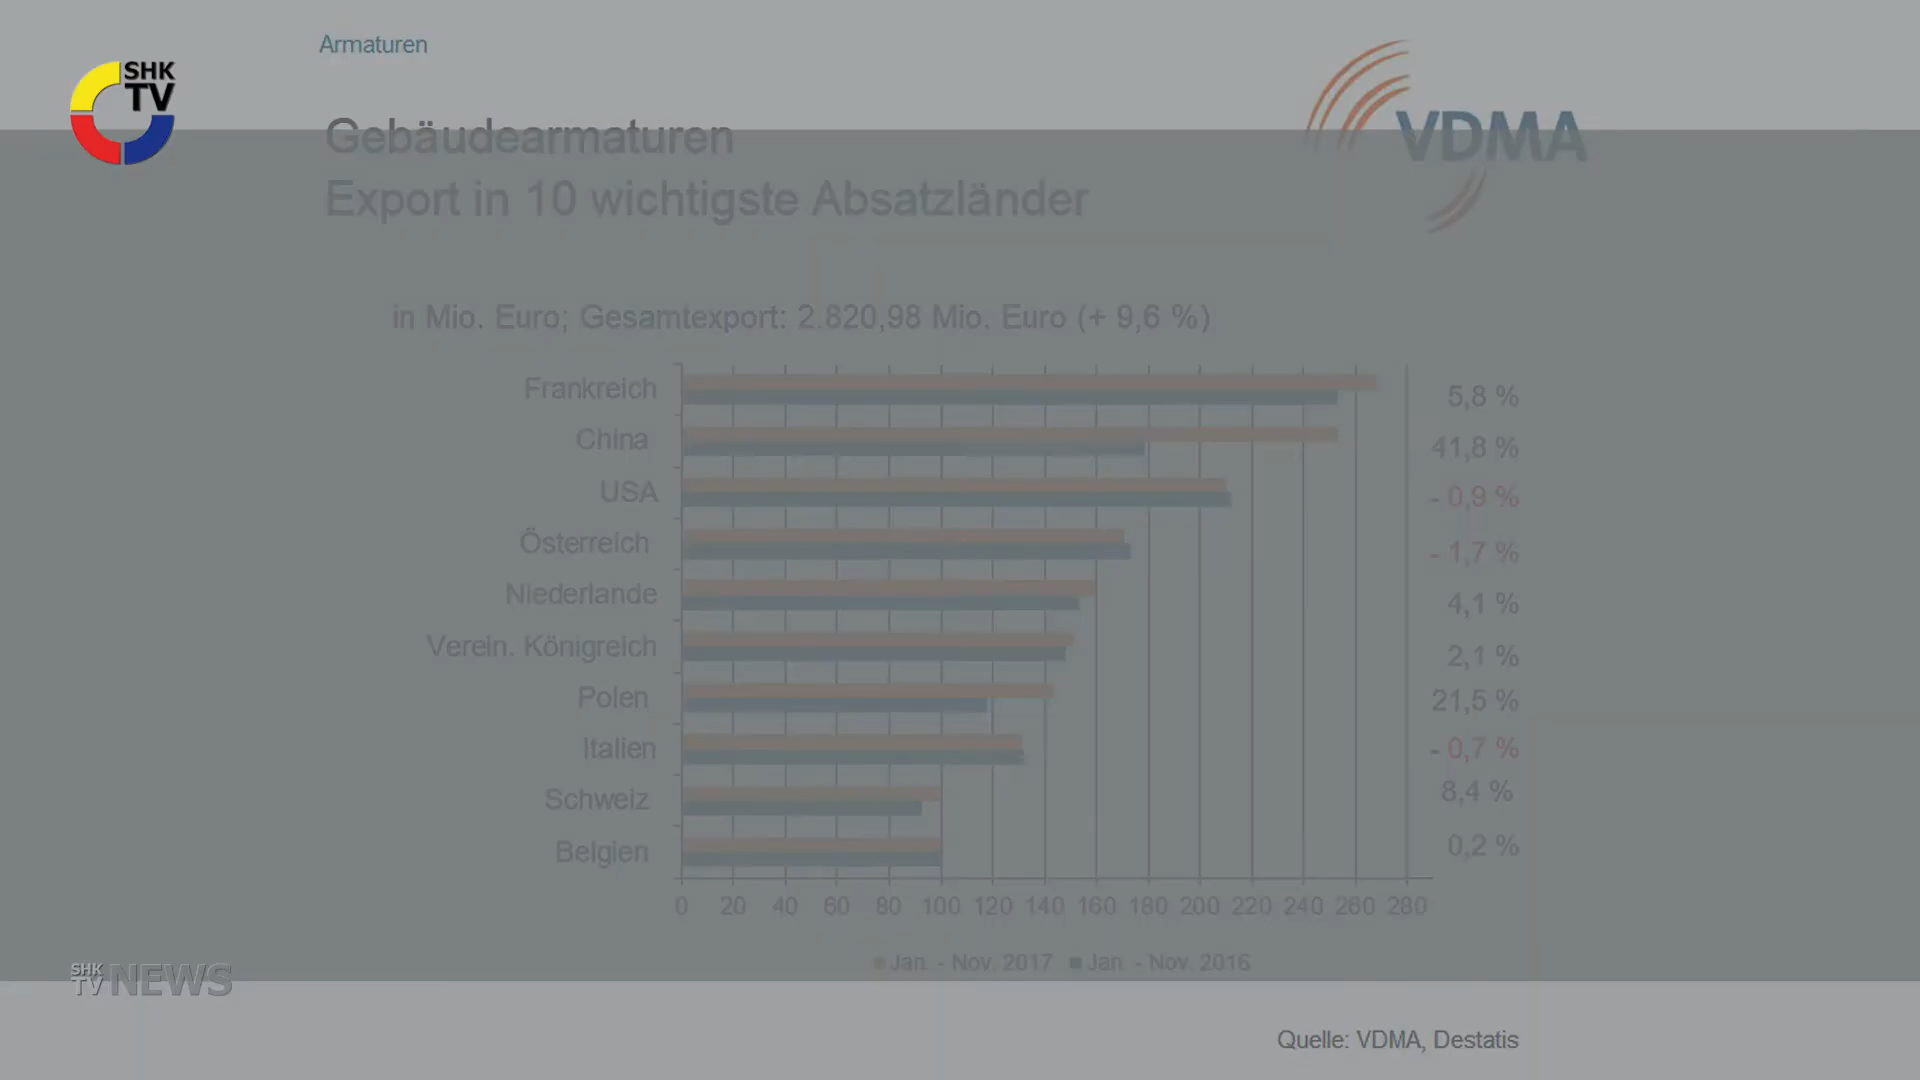 Armaturen
SHK
TV
VDMA
Gebäudearmaturen
Export in 10 wichtigste Absatzländer
in Mio. Euro; Gesamtexport: 2.820,98 Mio. Euro (+ 9,6 %)
Frankreich 5,8 %
China 41,8 %
USA - 0,9 %
Österreich - 1,7 %
Niederlande 4,1 %
Verein. Königreich 2,1 %
Polen 21,5 %
Italien - 0,7 %
Schweiz 8,4 %
Belgien 0,2 %
0 20 40 60 80 100 120 140 160 180 200 220 240 260 280
Jan. - Nov. 2017 Jan. - Nov. 2016
SHK
TV NEWS
Quelle: VDMA, Destatis